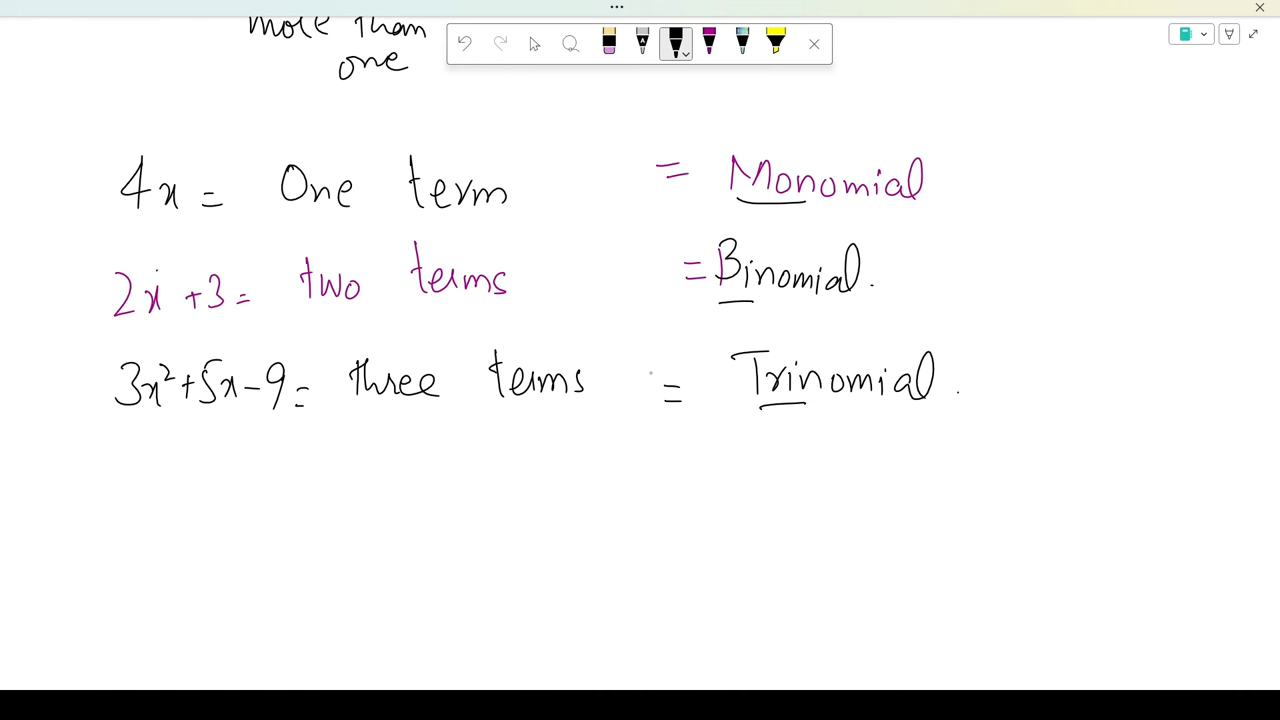 more than
one
4x = One term = Monomial
2x + 3 = two terms = Binomial.
3x² + 5x - 9 = three terms = Trinomial.